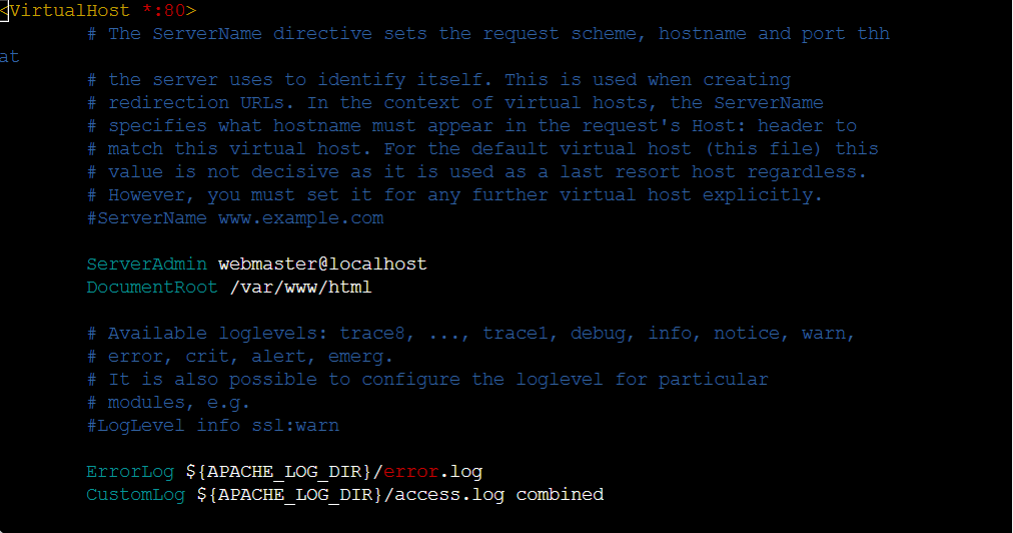 <VirtualHost *:80>
# The ServerName directive sets the request scheme, hostname and port thh
at
# the server uses to identify itself. This is used when creating
# redirection URLs. In the context of virtual hosts, the ServerName
# specifies what hostname must appear in the request's Host: header to
# match this virtual host. For the default virtual host (this file) this
# value is not decisive as it is used as a last resort host regardless.
# However, you must set it for any further virtual host explicitly.
#ServerName www.example.com
ServerAdmin webmaster@localhost
DocumentRoot /var/www/html
# Available loglevels: trace8, ..., trace1, debug, info, notice, warn,
# error, crit, alert, emerg.
# It is also possible to configure the loglevel for particular
# modules, e.g.
#LogLevel info ssl:warn
ErrorLog ${APACHE_LOG_DIR}/error.log
CustomLog ${APACHE_LOG_DIR}/access.log combined